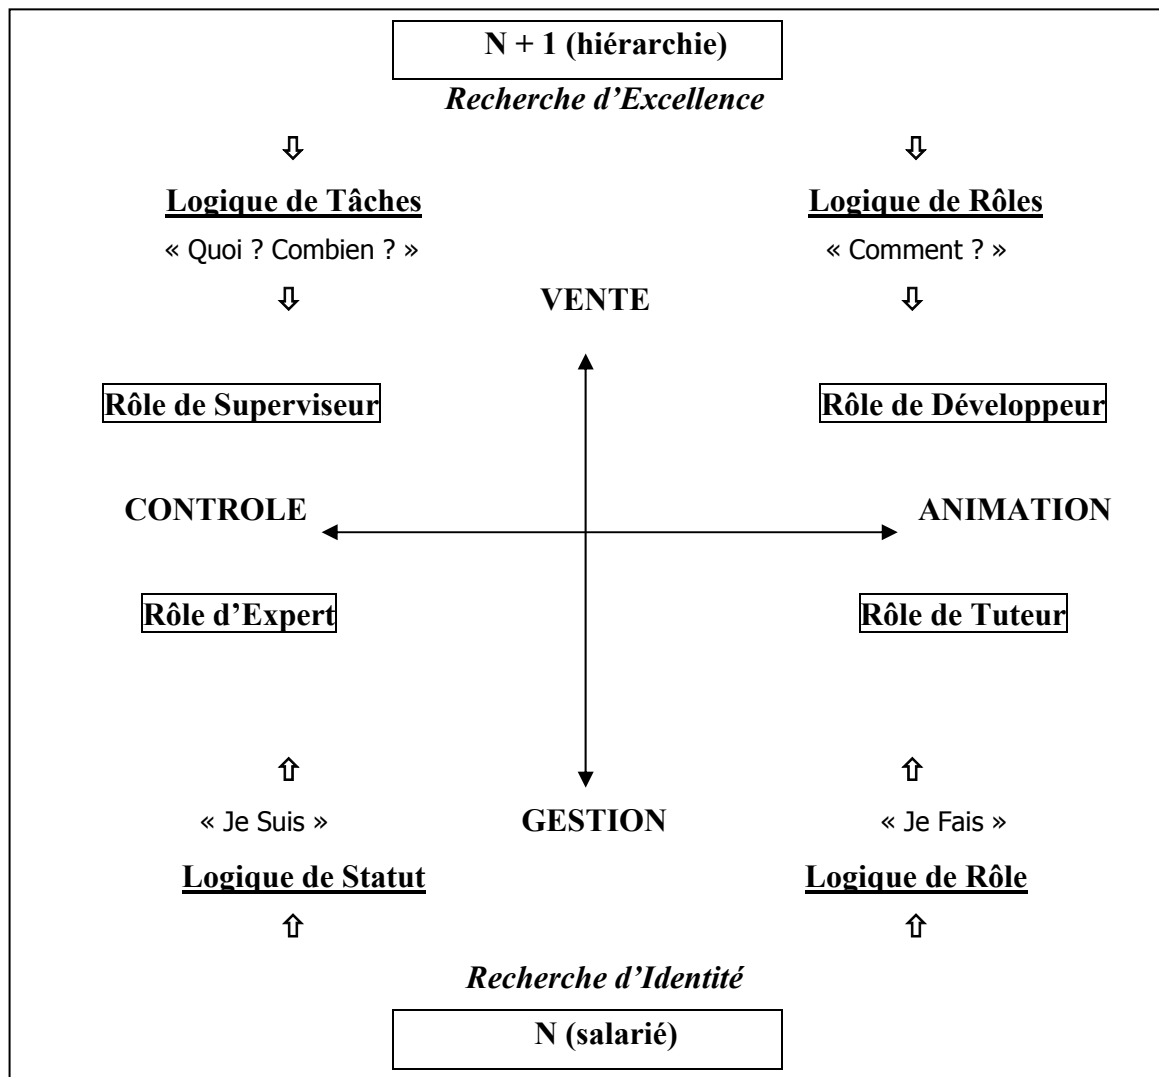 N + 1 (hiérarchie)
Recherche d’Excellence
⇩ ⇩
Logique de Tâches Logique de Rôles
« Quoi ? Combien ? » « Comment ? »
⇩ VENTE ⇩
Rôle de Superviseur Rôle de Développeur
CONTROLE ANIMATION
Rôle d’Expert Rôle de Tuteur
⇧ ⇧
« Je Suis » GESTION « Je Fais »
Logique de Statut Logique de Rôle
⇧ ⇧
Recherche d’Identité
N (salarié)